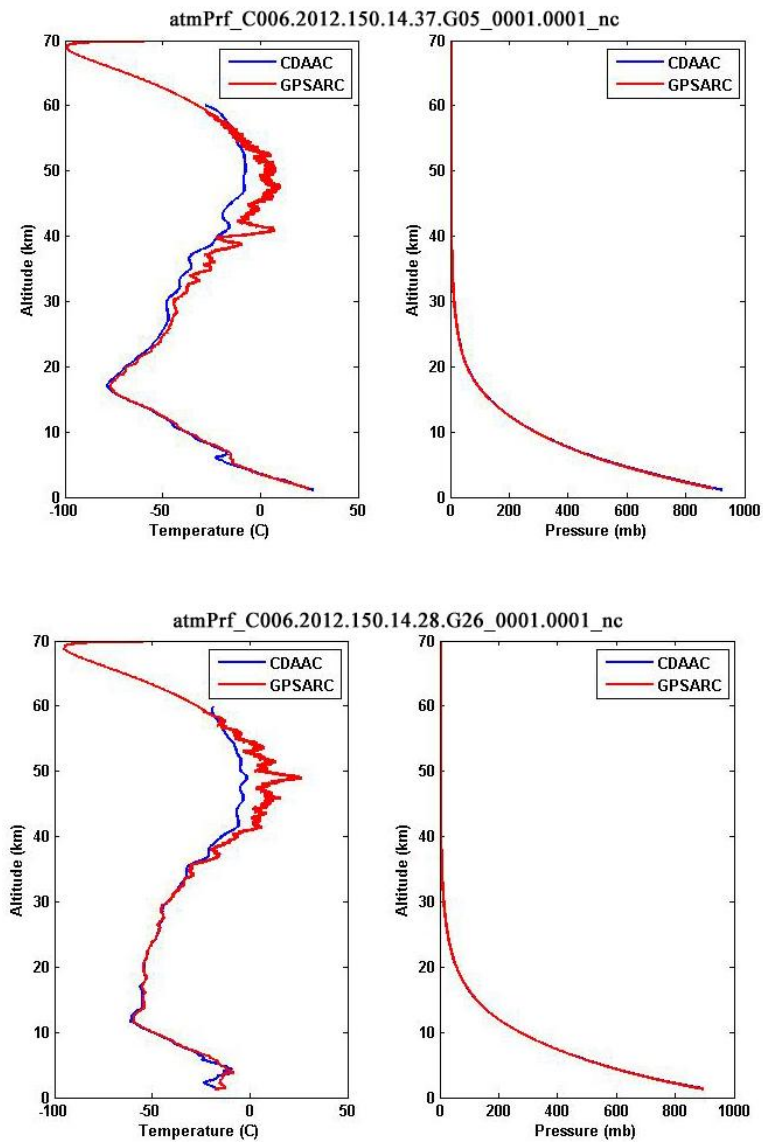 atmPrf_C006.2012.150.14.37.G05_0001.0001_nc
70
60
50
40
30
20
10
0
Altitude (km)
-100
-50
0
50
Temperature (C)
CDAAC
GPSARC
70
60
50
40
30
20
10
0
Altitude (km)
0
200
400
600
800
1000
Pressure (mb)
CDAAC
GPSARC
atmPrf_C006.2012.150.14.28.G26_0001.0001_nc
70
60
50
40
30
20
10
0
Altitude (km)
-100
-50
0
50
Temperature (C)
CDAAC
GPSARC
70
60
50
40
30
20
10
0
Altitude (km)
0
200
400
600
800
1000
Pressure (mb)
CDAAC
GPSARC